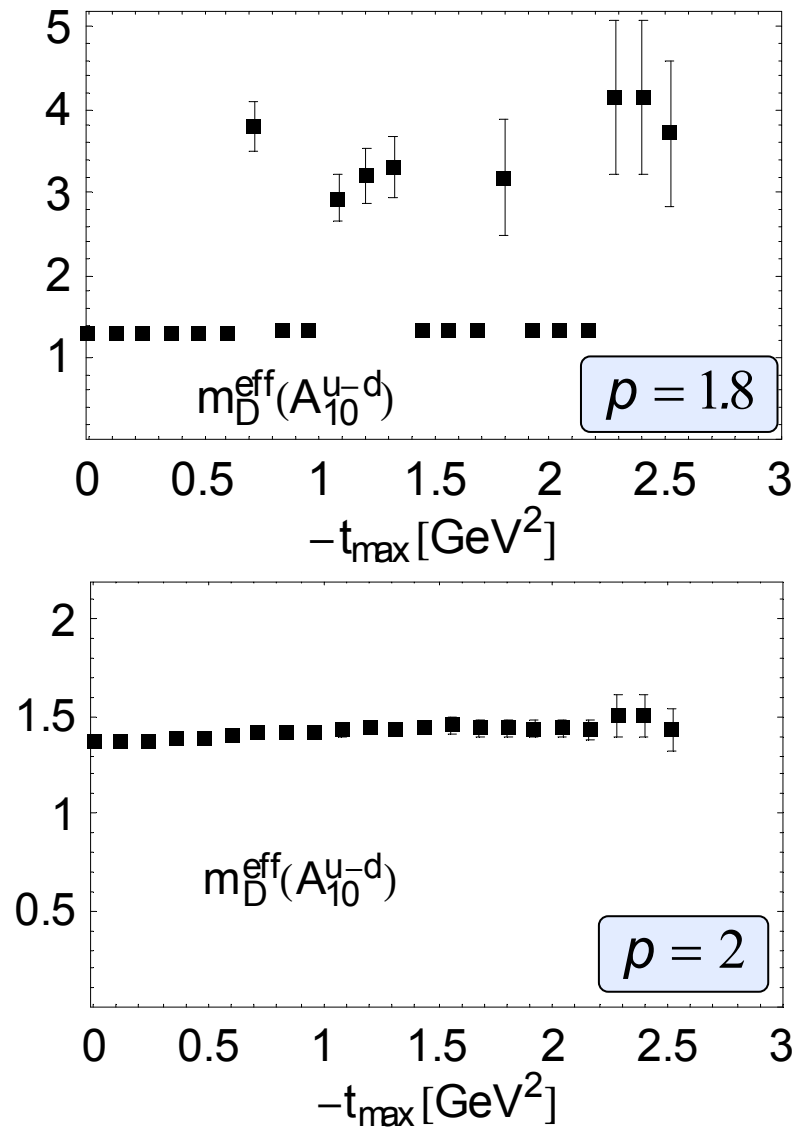 5
4
3
2
1
m_D^eff(A_10^u−d)
p = 1.8
0 0.5 1 1.5 2 2.5 3
−t_max [GeV^2]
2
1.5
1
0.5
m_D^eff(A_10^u−d)
p = 2
0 0.5 1 1.5 2 2.5 3
−t_max [GeV^2]